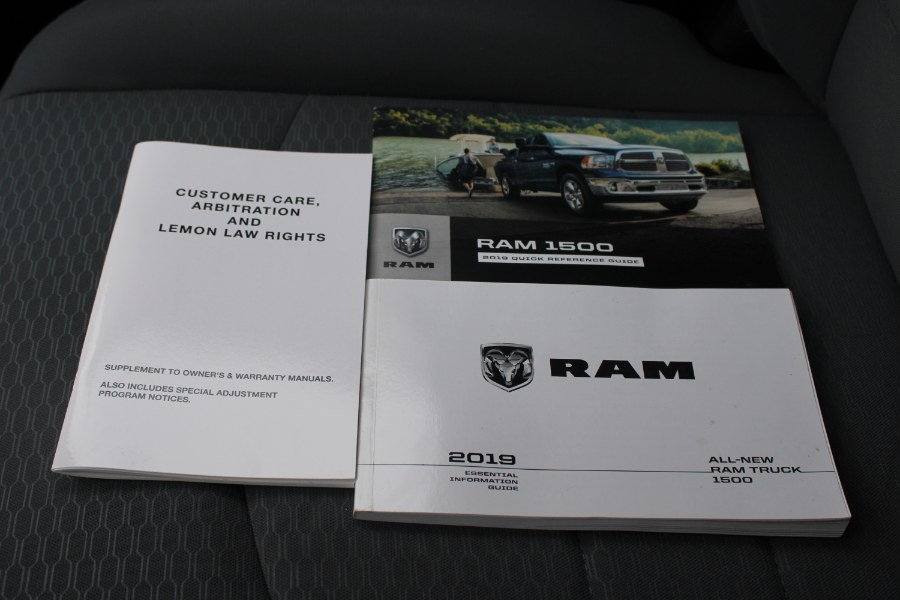 CUSTOMER CARE,
ARBITRATION
AND
LEMON LAW RIGHTS
SUPPLEMENT TO OWNER'S & WARRANTY MANUALS.
ALSO INCLUDES SPECIAL ADJUSTMENT
PROGRAM NOTICES.
RAM
RAM 1500
2019 QUICK REFERENCE GUIDE
RAM
2019
ESSENTIAL
INFORMATION
GUIDE
ALL-NEW
RAM TRUCK
1500